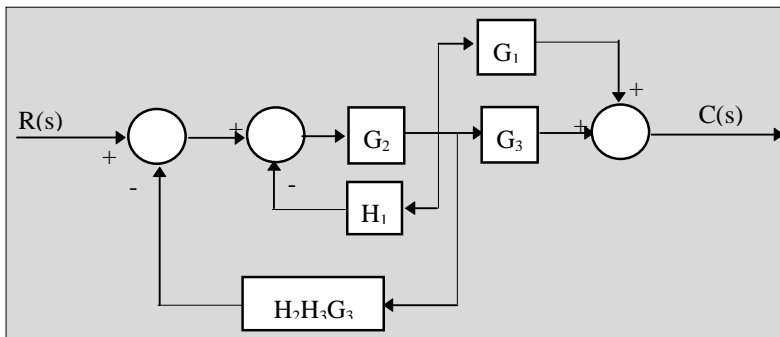 G₁
+
R(s)
+
+
G₂
G₃
+
C(s)
-
-
H₁
H₂H₃G₃